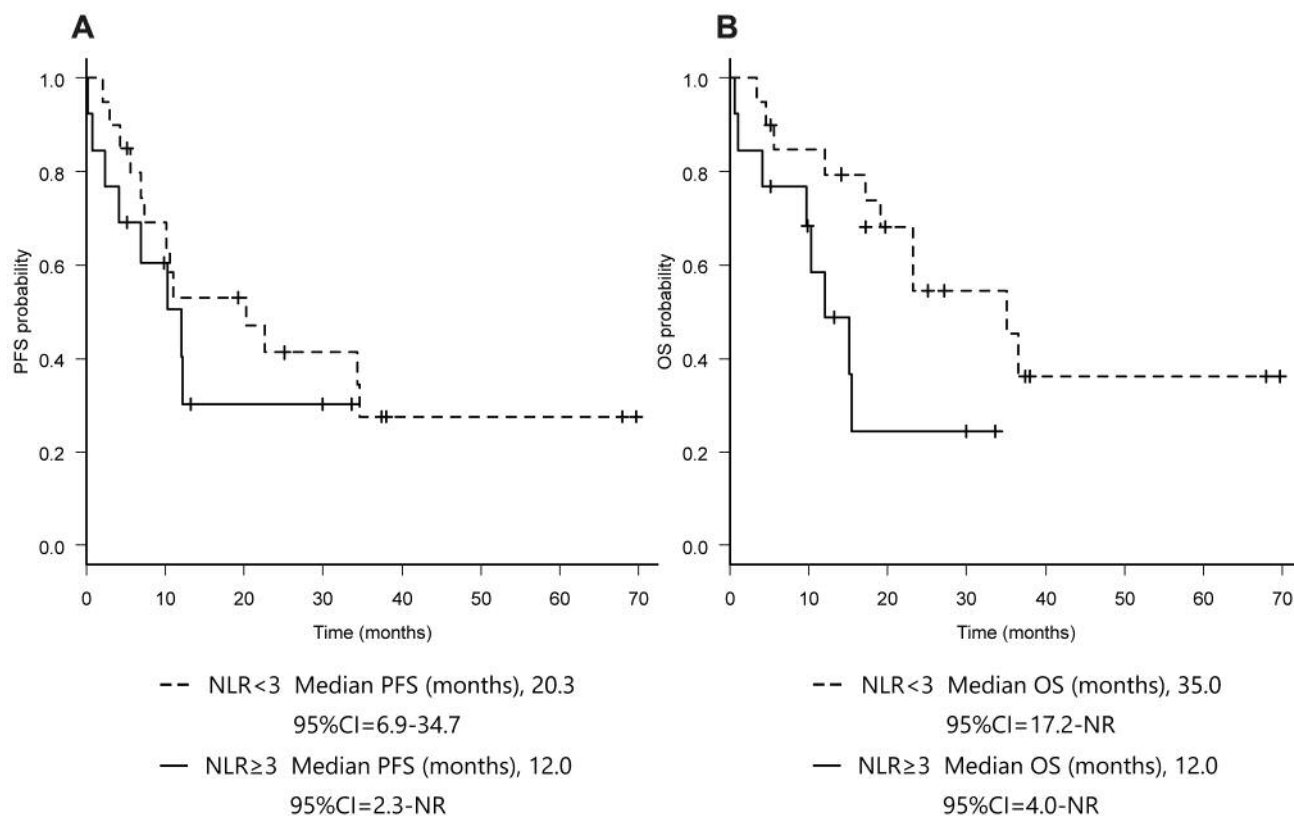 A
PFS probability
1.0
0.8
0.6
0.4
0.2
0.0
0 10 20 30 40 50 60 70
Time (months)
NLR<3 Median PFS (months), 20.3
95%CI=6.9-34.7
NLR≥3 Median PFS (months), 12.0
95%CI=2.3-NR
B
OS probability
1.0
0.8
0.6
0.4
0.2
0.0
0 10 20 30 40 50 60 70
Time (months)
NLR<3 Median OS (months), 35.0
95%CI=17.2-NR
NLR≥3 Median OS (months), 12.0
95%CI=4.0-NR